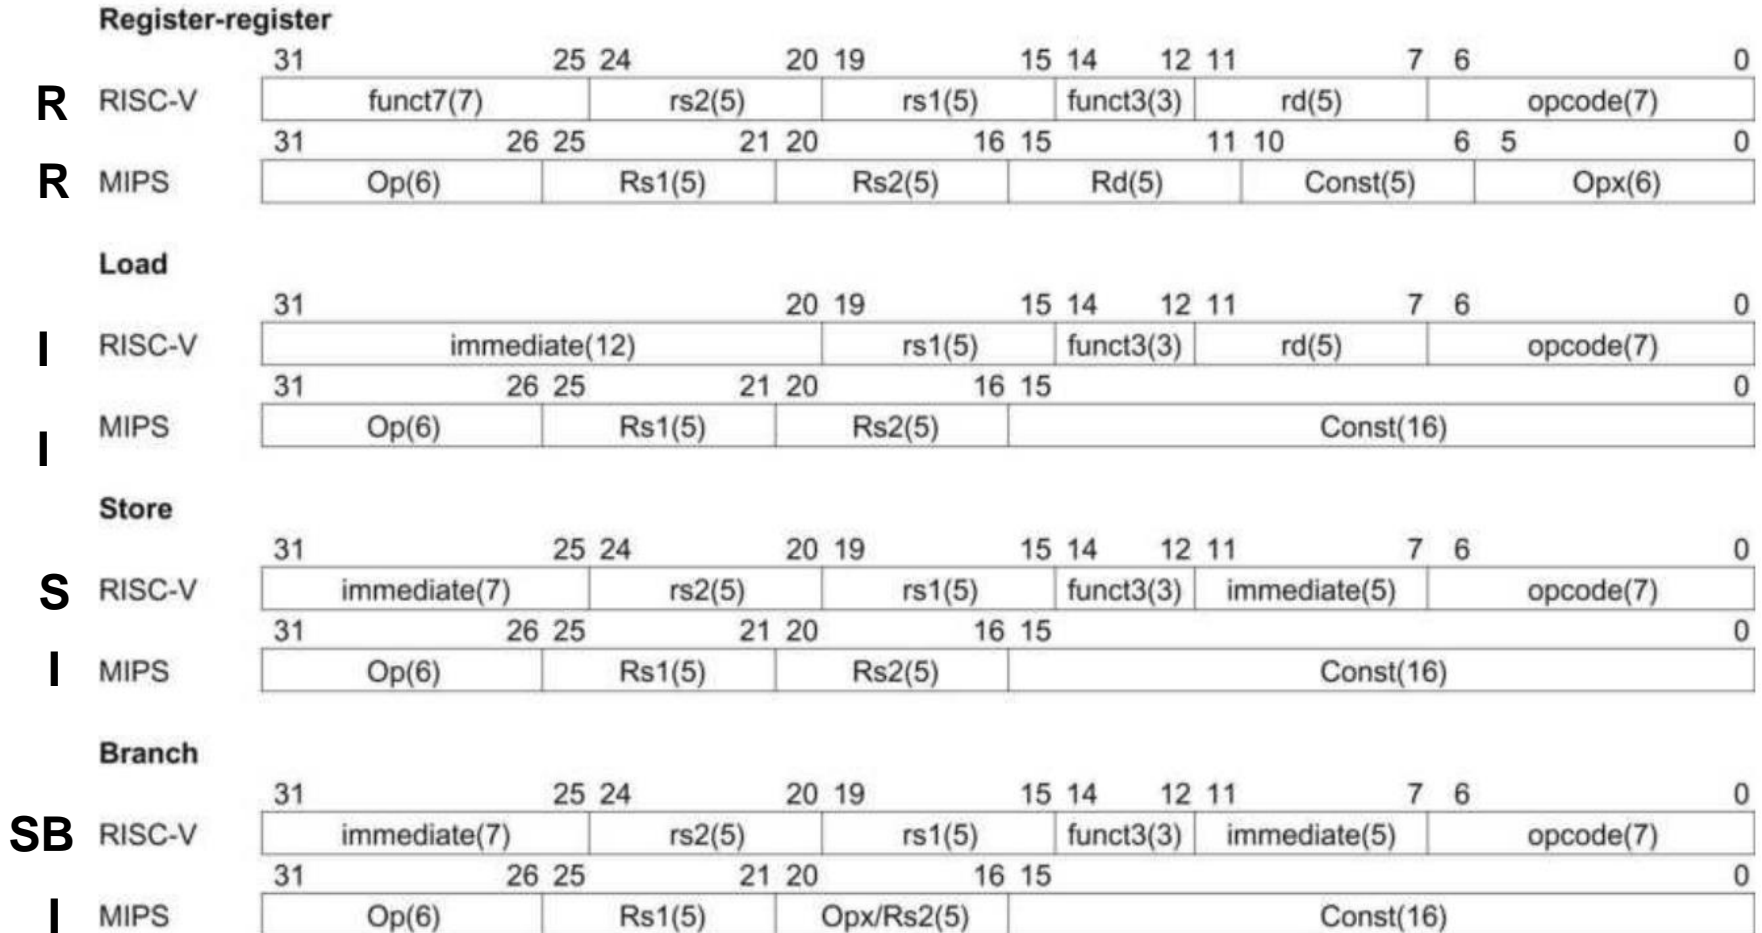 Register-register
31 25 24 20 19 15 14 12 11 7 6 0
R RISC-V funct7(7) rs2(5) rs1(5) funct3(3) rd(5) opcode(7)
31 26 25 21 20 16 15 11 10 6 5 0
R MIPS Op(6) Rs1(5) Rs2(5) Rd(5) Const(5) Opx(6)
Load
31 20 19 15 14 12 11 7 6 0
I RISC-V immediate(12) rs1(5) funct3(3) rd(5) opcode(7)
31 26 25 21 20 16 15 0
I MIPS Op(6) Rs1(5) Rs2(5) Const(16)
Store
31 25 24 20 19 15 14 12 11 7 6 0
S RISC-V immediate(7) rs2(5) rs1(5) funct3(3) immediate(5) opcode(7)
31 26 25 21 20 16 15 0
I MIPS Op(6) Rs1(5) Rs2(5) Const(16)
Branch
31 25 24 20 19 15 14 12 11 7 6 0
SB RISC-V immediate(7) rs2(5) rs1(5) funct3(3) immediate(5) opcode(7)
31 26 25 21 20 16 15 0
I MIPS Op(6) Rs1(5) Opx/Rs2(5) Const(16)